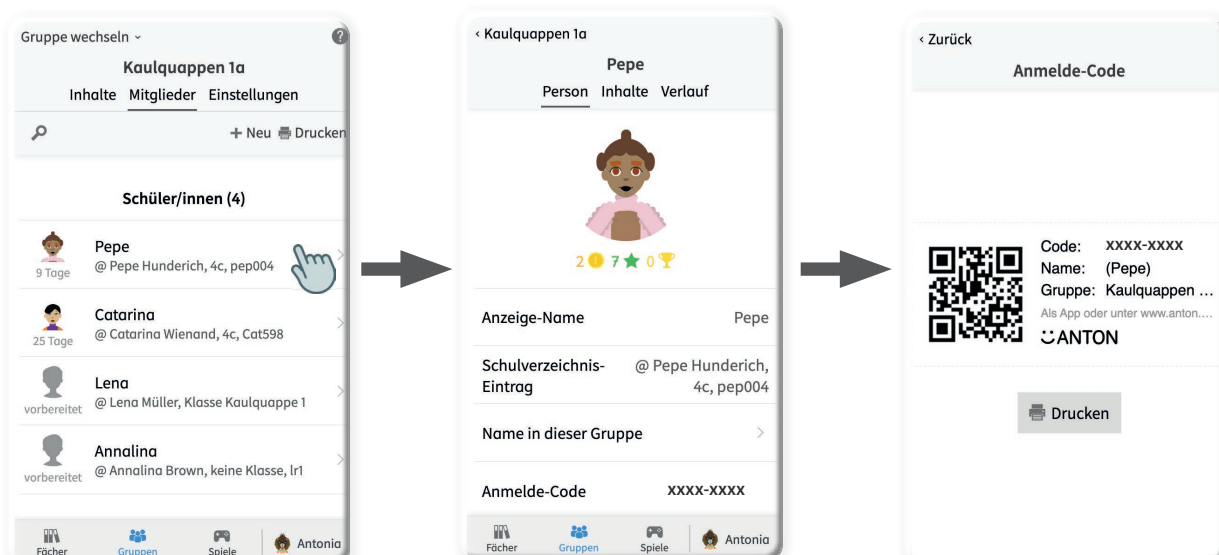 Gruppe wechseln
?
Kaulquappen 1a
Inhalte Mitglieder Einstellungen
+ Neu Drucken
Schüler/innen (4)
Pepe
@ Pepe Hunderich, 4c, pep004
9 Tage
Catarina
@ Catarina Wienand, 4c, Cat598
25 Tage
Lena
@ Lena Müller, Klasse Kaulquappe 1
vorbereitet
Annalina
@ Annalina Brown, keine Klasse, lr1
vorbereitet
Fächer Gruppen Spiele Antonia
‹ Kaulquappen 1a
Pepe
Person Inhalte Verlauf
2 7 0
Anzeige-Name Pepe
Schulverzeichnis- @ Pepe Hunderich,
Eintrag 4c, pep004
Name in dieser Gruppe
Anmelde-Code xxxx-xxxx
Fächer Gruppen Spiele Antonia
‹ Zurück
Anmelde-Code
Code: xxxx-xxxx
Name: (Pepe)
Gruppe: Kaulquappen ...
Als App oder unter www.anton....
ANTON
Drucken